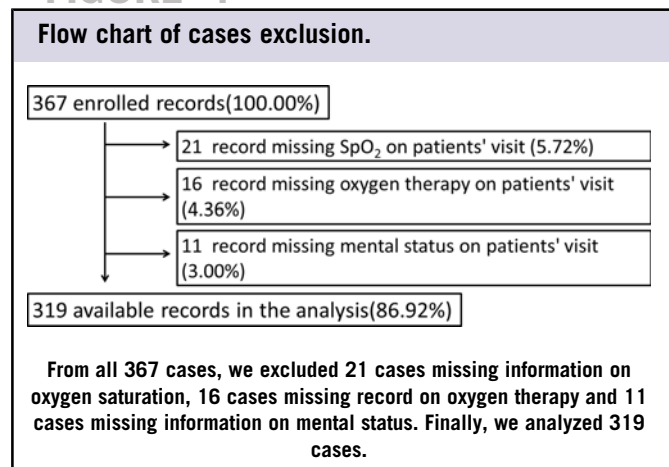 Flow chart of cases exclusion.
367 enrolled records(100.00%)
21 record missing SpO₂ on patients' visit (5.72%)
16 record missing oxygen therapy on patients' visit
(4.36%)
11 record missing mental status on patients' visit
(3.00%)
319 available records in the analysis(86.92%)
From all 367 cases, we excluded 21 cases missing information on
oxygen saturation, 16 cases missing record on oxygen therapy and 11
cases missing information on mental status. Finally, we analyzed 319
cases.